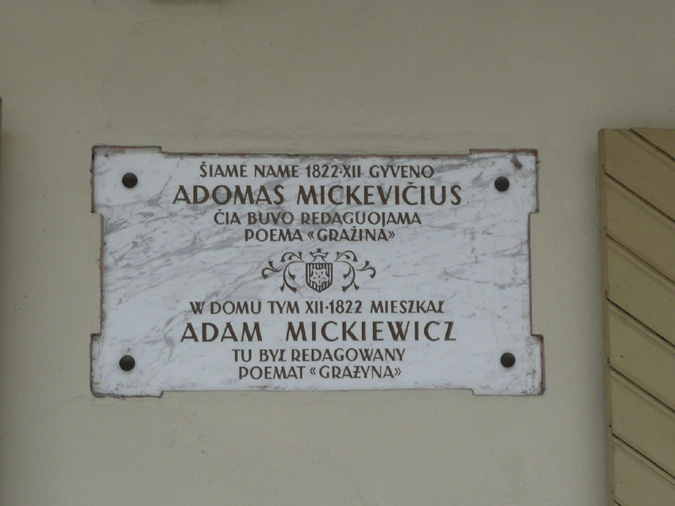 ŠIAME NAME 1822·XII GYVENO
ADOMAS MICKEVIČIUS
ČIA BUVO REDAGUOJAMA
POEMA «GRAŽINA»
W DOMU TYM XII·1822 MIESZKAŁ
ADAM MICKIEWICZ
TU BYŁ REDAGOWANY
POEMAT «GRAŻYNA»